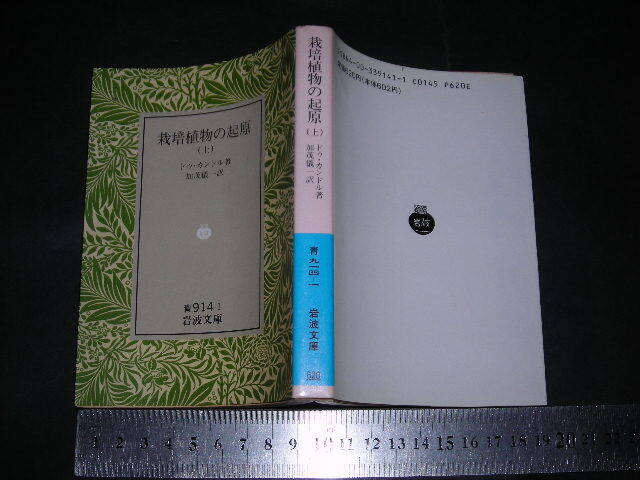 栽培植物の起原
(上)
ドゥ・カンドル著
加茂儀一訳
青914-1
岩波文庫
栽培植物の起原(上)
ドゥ・カンドル著
加茂儀一訳
青九一四-一
岩波文庫
620
00-339141-1 C0145 P620E
定価620円(本体602円)
岩波
1 2 3 4 5 6 7 8 9 10 11 12 13 14 15 16 17 18 19 20 21